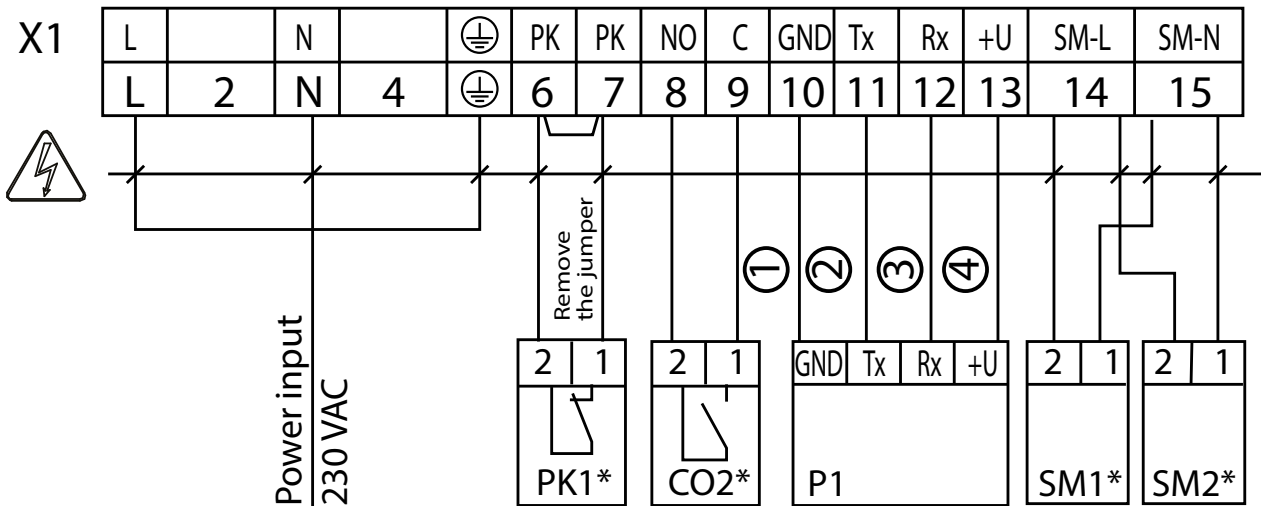 X1 L N PK PK NO C GND Tx Rx +U SM-L SM-N
L 2 N 4 6 7 8 9 10 11 12 13 14 15
Remove
the jumper
1 2 3 4
Power input
230 VAC
2 1 2 1 GND Tx Rx +U 2 1 2 1
PK1* CO2* P1 SM1* SM2*